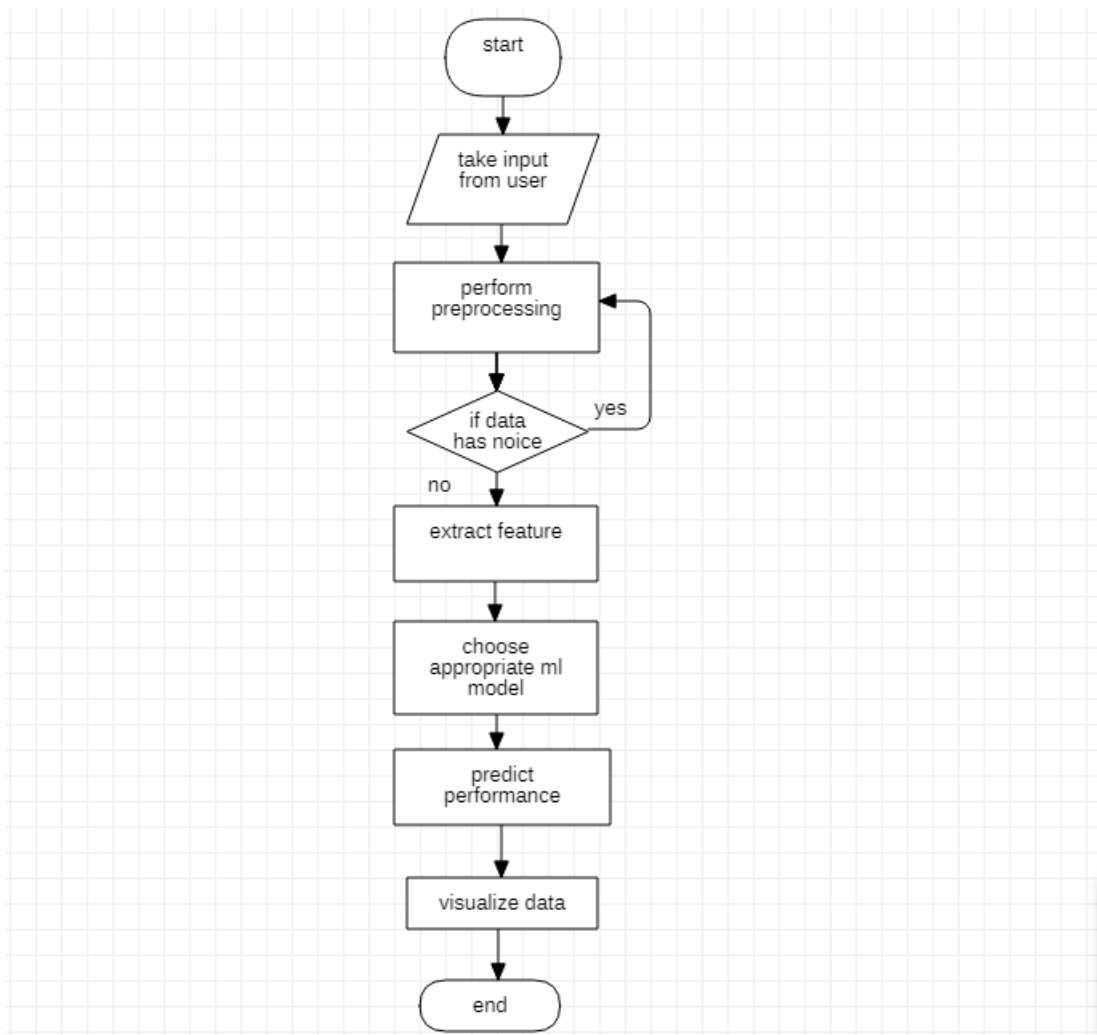 start
take input
from user
perform
preprocessing
if data
has noice
yes
no
extract feature
choose
appropriate ml
model
predict
performance
visualize data
end